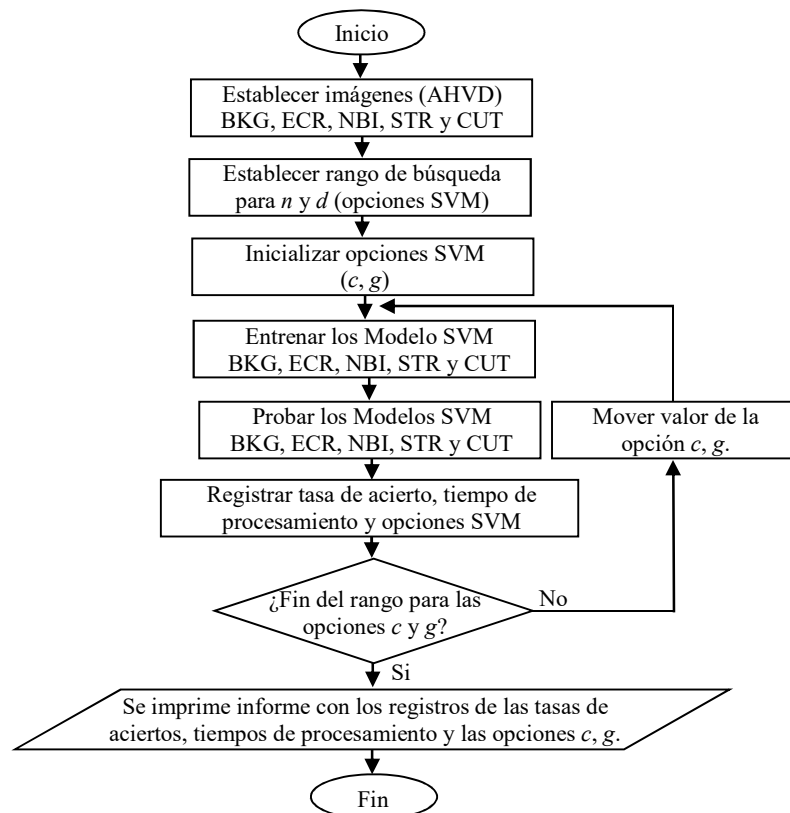 Inicio
Establecer imágenes (AHVD)
BKG, ECR, NBI, STR y CUT
Establecer rango de búsqueda
para n y d (opciones SVM)
Inicializar opciones SVM
(c, g)
Entrenar los Modelo SVM
BKG, ECR, NBI, STR y CUT
Probar los Modelos SVM
BKG, ECR, NBI, STR y CUT
Mover valor de la
opción c, g.
Registrar tasa de acierto, tiempo de
procesamiento y opciones SVM
¿Fin del rango para las
opciones c y g?
No
Si
Se imprime informe con los registros de las tasas de
aciertos, tiempos de procesamiento y las opciones c, g.
Fin